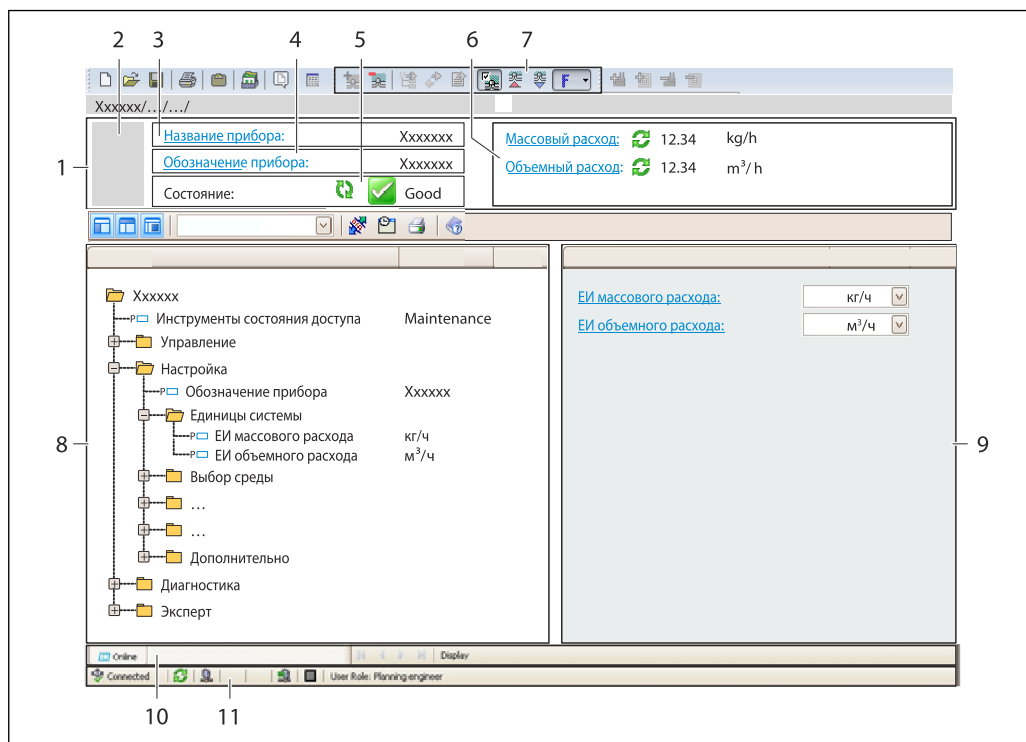 2 3 4 5 6 7
F
Xxxxxx/.../.../
1
Название прибора: Xxxxxxx
Обозначение прибора: Xxxxxxx
Состояние: Good
Массовый расход: 12.34 kg/h
Объемный расход: 12.34 m³/h
Xxxxxx
P Инструменты состояния доступа Maintenance
Управление
Настройка
P Обозначение прибора Xxxxxx
Единицы системы
P ЕИ массового расхода кг/ч
P ЕИ объемного расхода м³/ч
Выбор среды
...
...
Дополнительно
Диагностика
Эксперт
8
ЕИ массового расхода: кг/ч
ЕИ объемного расхода: м³/ч
9
Online Display
Connected User Role: Planning engineer
10 11